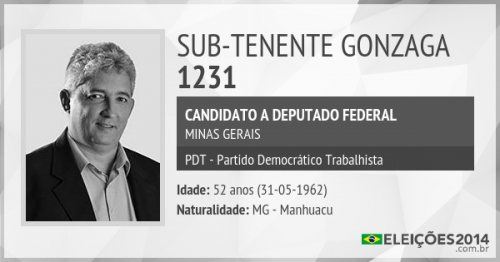 SUB-TENENTE GONZAGA
1231
CANDIDATO A DEPUTADO FEDERAL
MINAS GERAIS
PDT - Partido Democrático Trabalhista
Idade: 52 anos (31-05-1962)
Naturalidade: MG - Manhuacu
ELEIÇÕES2014
.com.br